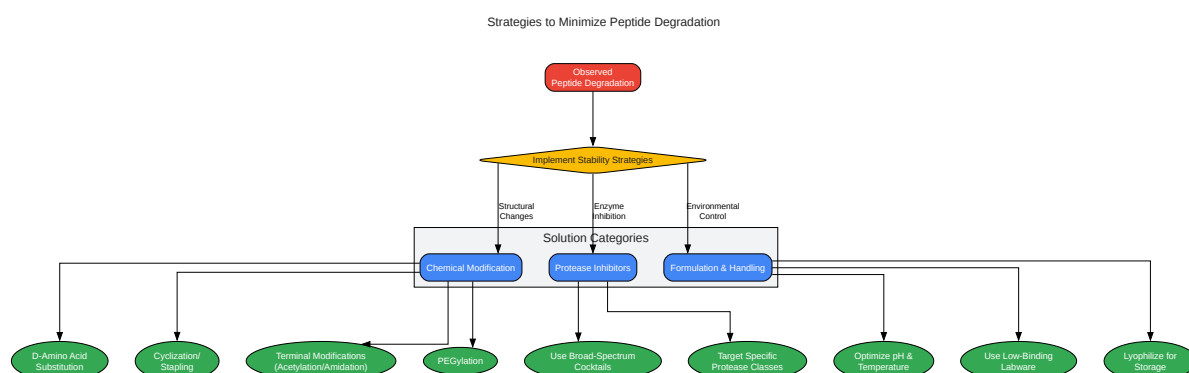 Strategies to Minimize Peptide Degradation
Observed
Peptide Degradation
Implement Stability Strategies
Structural
Changes
Enzyme
Inhibition
Environmental
Control
Solution Categories
Chemical Modification
Protease Inhibitors
Formulation & Handling
D-Amino Acid
Substitution
Cyclization/
Stapling
Terminal Modifications
(Acetylation/Amidation)
PEGylation
Use Broad-Spectrum
Cocktails
Target Specific
Protease Classes
Optimize pH &
Temperature
Use Low-Binding
Labware
Lyophilize for
Storage